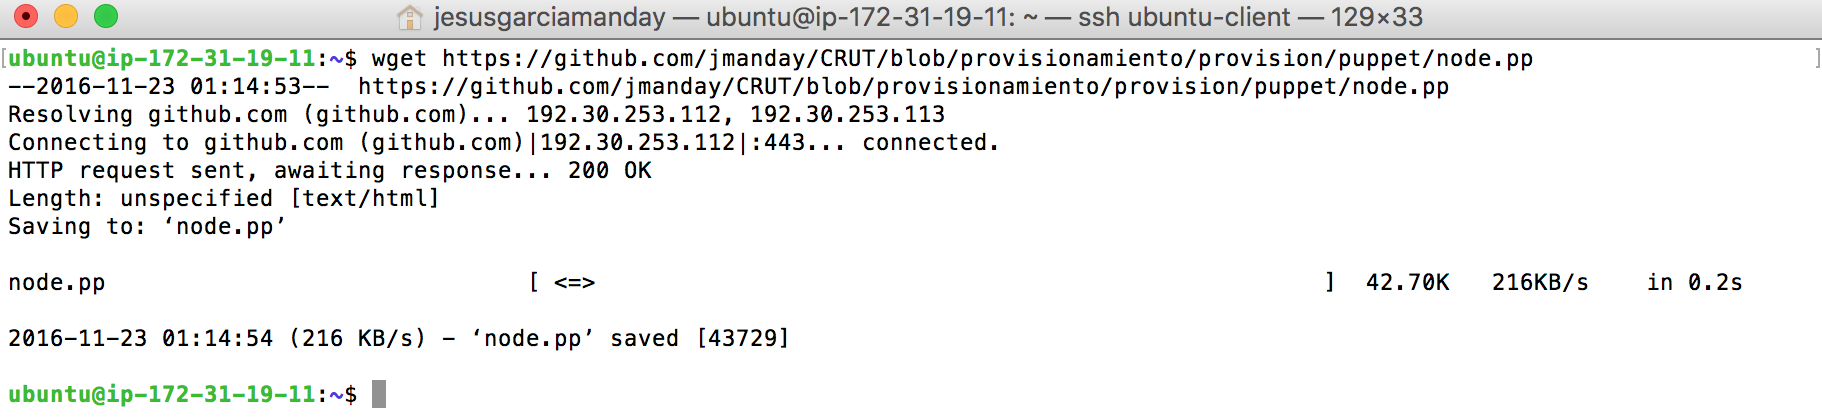 jesusgarciamanday — ubuntu@ip-172-31-19-11: ~ — ssh ubuntu-client — 129×33
[ubuntu@ip-172-31-19-11:~$ wget https://github.com/jmanday/CRUT/blob/provisionamiento/provision/puppet/node.pp ]
--2016-11-23 01:14:53--  https://github.com/jmanday/CRUT/blob/provisionamiento/provision/puppet/node.pp
Resolving github.com (github.com)... 192.30.253.112, 192.30.253.113
Connecting to github.com (github.com)|192.30.253.112|:443... connected.
HTTP request sent, awaiting response... 200 OK
Length: unspecified [text/html]
Saving to: ‘node.pp’
node.pp [ <=> ] 42.70K 216KB/s in 0.2s
2016-11-23 01:14:54 (216 KB/s) - ‘node.pp’ saved [43729]
ubuntu@ip-172-31-19-11:~$